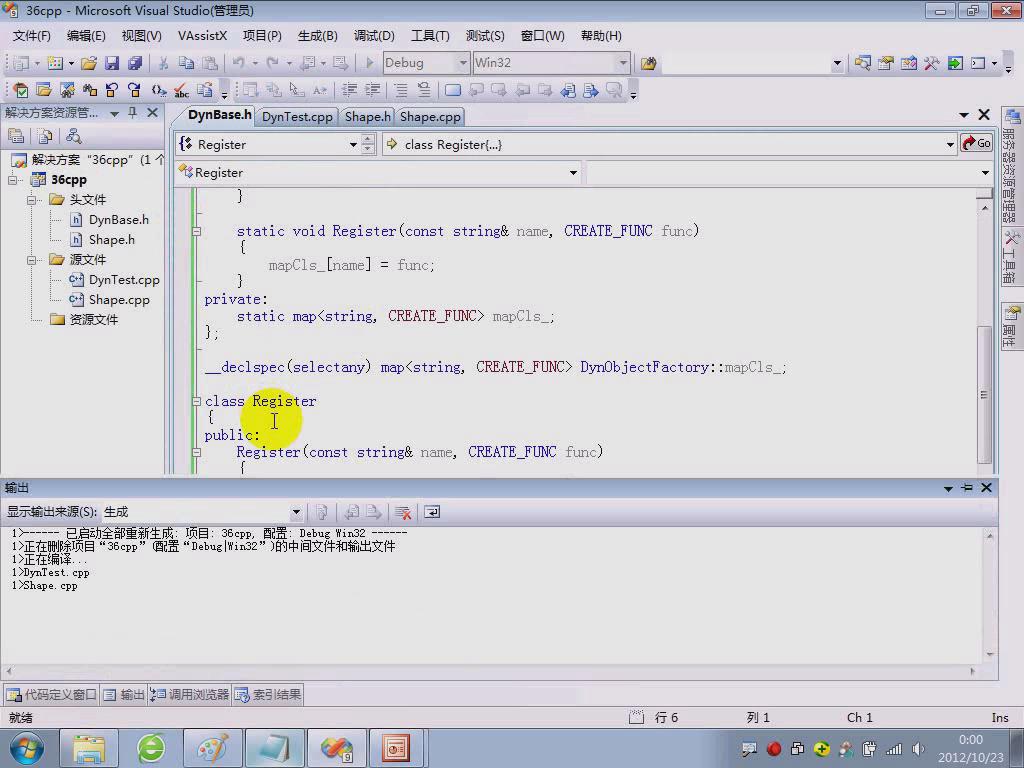 36cpp - Microsoft Visual Studio(管理员)
文件(F) 编辑(E) 视图(V) VAssistX 项目(P) 生成(B) 调试(D) 工具(T) 测试(S) 窗口(W) 帮助(H)
Debug Win32
解决方案资源管...
DynBase.h DynTest.cpp Shape.h Shape.cpp
Register class Register{...} Go
Register
解决方案 "36cpp" (1 个
36cpp
头文件
DynBase.h
Shape.h
源文件
DynTest.cpp
Shape.cpp
资源文件
}
static void Register(const string& name, CREATE_FUNC func)
{
mapCls_[name] = func;
}
private:
static map<string, CREATE_FUNC> mapCls_;
};
__declspec(selectany) map<string, CREATE_FUNC> DynObjectFactory::mapCls_;
class Register
{
public:
Register(const string& name, CREATE_FUNC func)
{
服务器资源管理器
工具箱
属性
输出
显示输出来源(S): 生成
1>------ 已启动全部重新生成: 项目: 36cpp, 配置: Debug Win32 ------
1>正在删除项目“36cpp”(配置“Debug|Win32”)的中间文件和输出文件
1>正在编译...
1>DynTest.cpp
1>Shape.cpp
代码定义窗口 输出 调用浏览器 索引结果
就绪 行 6 列 1 Ch 1 Ins
0:00
2012/10/23